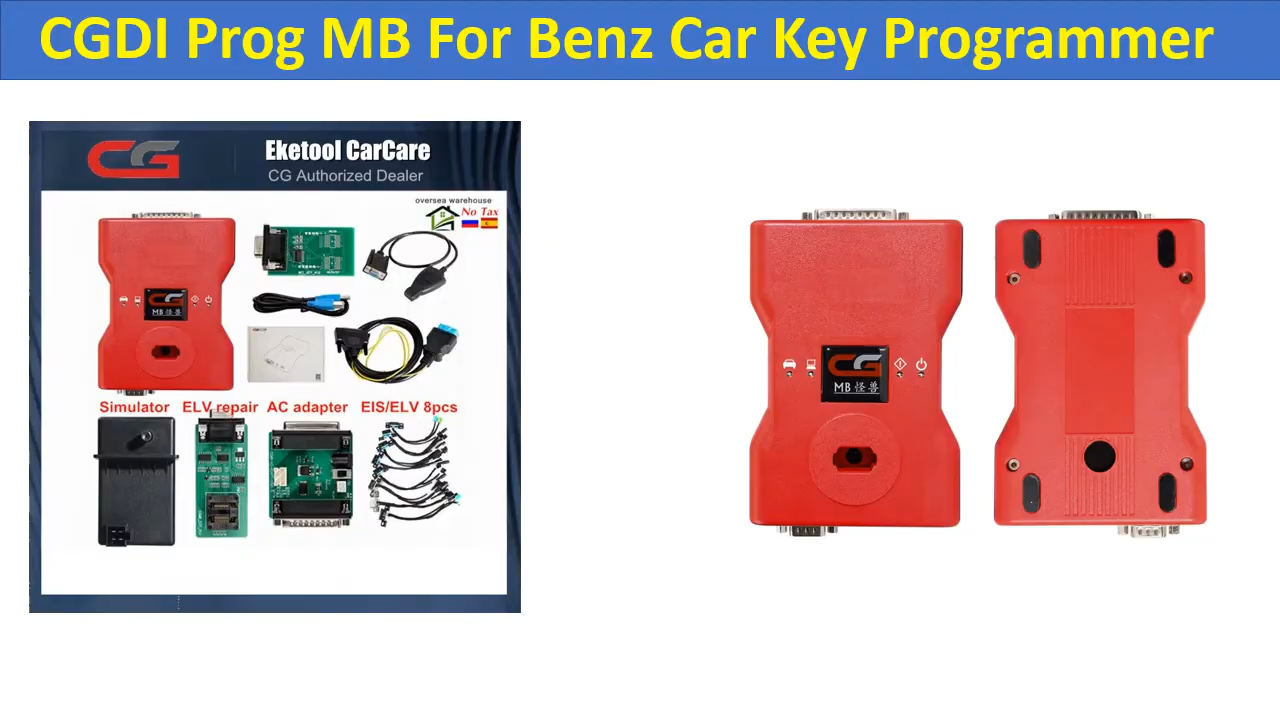 CGDI Prog MB For Benz Car Key Programmer
CG
Eketool CarCare
CG Authorized Dealer
oversea warehouse
No Tax
CG
MB 怪兽
Simulator
ELV repair
AC adapter
EIS/ELV 8pcs
CG
MB 怪兽